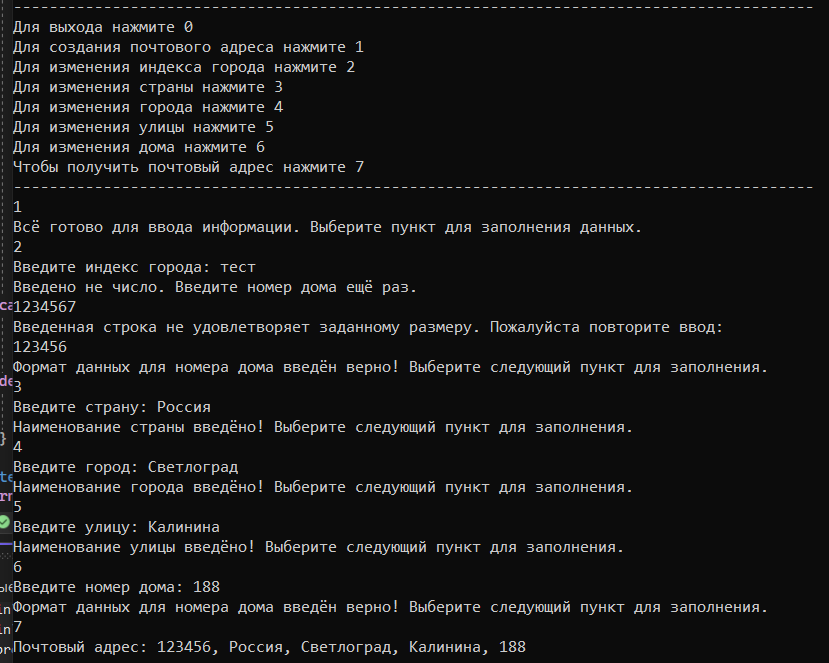 -----------------------------------------------------------------------------------------
Для выхода нажмите 0
Для создания почтового адреса нажмите 1
Для изменения индекса города нажмите 2
Для изменения страны нажмите 3
Для изменения города нажмите 4
Для изменения улицы нажмите 5
Для изменения дома нажмите 6
Чтобы получить почтовый адрес нажмите 7
-----------------------------------------------------------------------------------------
1
Всё готово для ввода информации. Выберите пункт для заполнения данных.
2
Введите индекс города: тест
Введено не число. Введите номер дома ещё раз.
1234567
Введенная строка не удовлетворяет заданному размеру. Пожалуйста повторите ввод:
123456
Формат данных для номера дома введён верно! Выберите следующий пункт для заполнения.
3
Введите страну: Россия
Наименование страны введёно! Выберите следующий пункт для заполнения.
4
Введите город: Светлоград
Наименование города введёно! Выберите следующий пункт для заполнения.
5
Введите улицу: Калинина
Наименование улицы введёно! Выберите следующий пункт для заполнения.
6
Введите номер дома: 188
Формат данных для номера дома введён верно! Выберите следующий пункт для заполнения.
7
Почтовый адрес: 123456, Россия, Светлоград, Калинина, 188